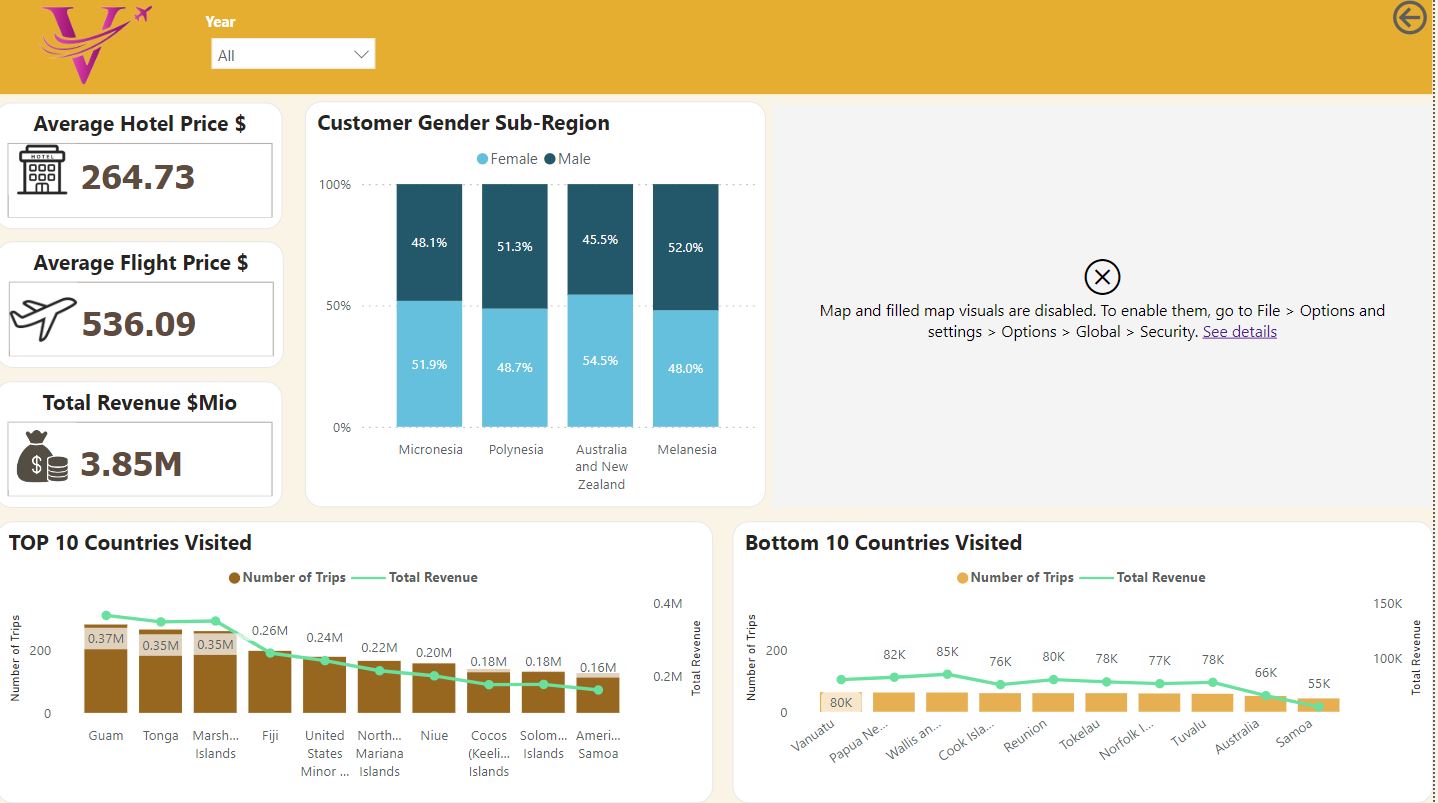 V
Year
All
Average Hotel Price $
HOTEL
264.73
Average Flight Price $
536.09
Total Revenue $Mio
$
3.85M
Customer Gender Sub-Region
Female Male
100%
50%
0%
48.1%
51.3%
45.5%
52.0%
51.9%
48.7%
54.5%
48.0%
Micronesia
Polynesia
Australia
and New
Zealand
Melanesia
Map and filled map visuals are disabled. To enable them, go to File > Options and
settings > Options > Global > Security. See details
TOP 10 Countries Visited
Number of Trips Total Revenue
Number of Trips
200
0
0.37M
0.35M
0.35M
0.26M
0.24M
0.22M
0.20M
0.18M
0.18M
0.16M
0.4M
0.2M
Total Revenue
Guam
Tonga
Marsh...
Islands
Fiji
United
States
Minor ...
North...
Mariana
Islands
Niue
Cocos
(Keeli...
Islands
Solom...
Islands
Ameri...
Samoa
Bottom 10 Countries Visited
Number of Trips Total Revenue
Number of Trips
200
0
80K
82K
85K
76K
80K
78K
77K
78K
66K
55K
150K
100K
Total Revenue
Vanuatu
Papua Ne...
Wallis an...
Cook Isla...
Reunion
Tokelau
Norfolk I...
Tuvalu
Australia
Samoa